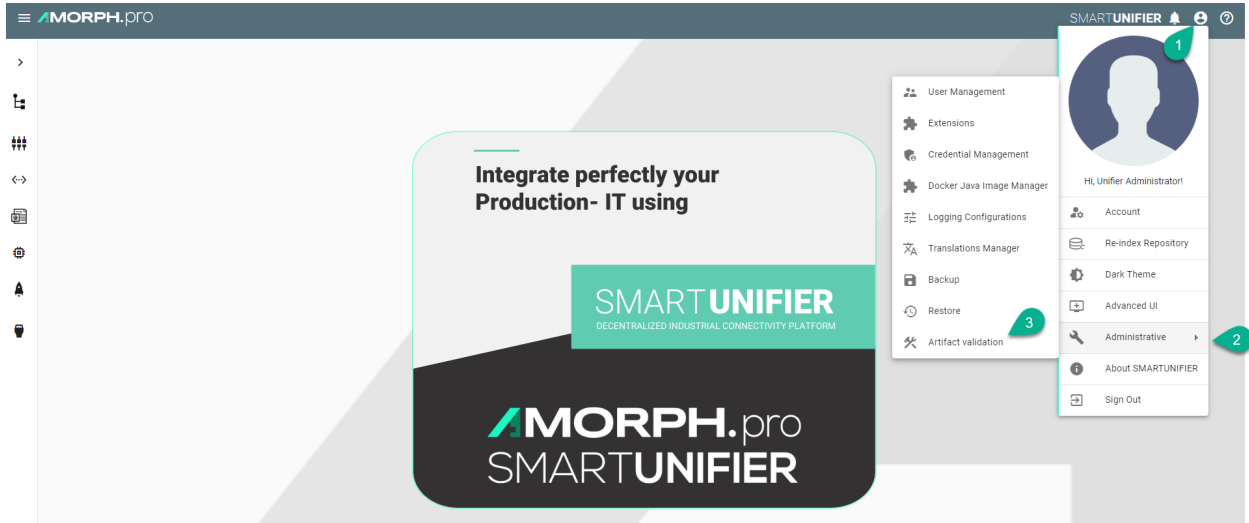 AMORPH.pro
SMARTUNIFIER
1
User Management
Extensions
Credential Management
Docker Java Image Manager
Logging Configurations
Translations Manager
Backup
Restore
3
Artifact validation
Hi, Unifier Administrator!
Account
Re-index Repository
Dark Theme
Advanced UI
Administrative
2
About SMARTUNIFIER
Sign Out
Integrate perfectly your
Production- IT using
SMARTUNIFIER
DECENTRALIZED INDUSTRIAL CONNECTIVITY PLATFORM
AMORPH.pro
SMARTUNIFIER